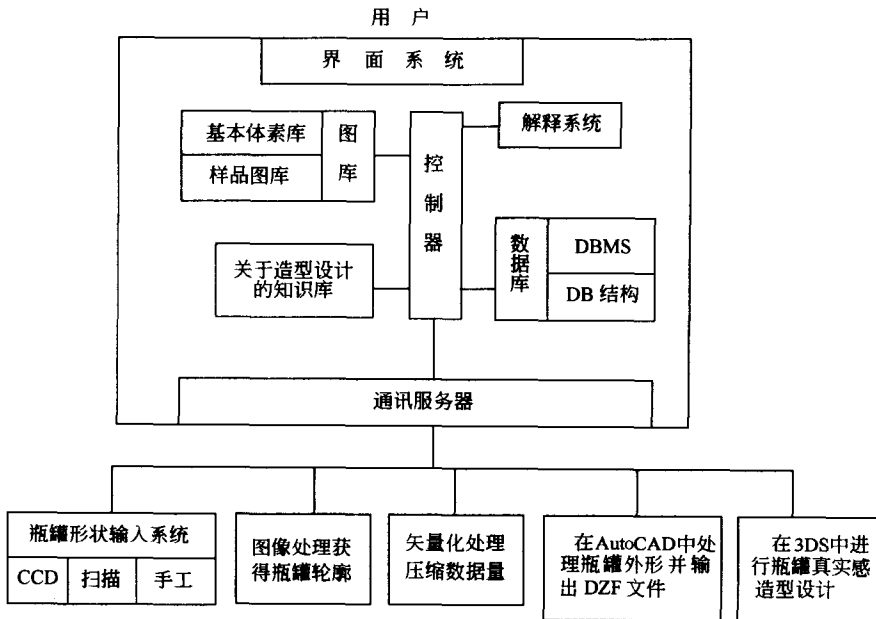 用 户
界 面 系 统
基本体素库
样品图库
图
库
控
制
器
解释系统
关于造型设计
的知识库
数
据
库
DBMS
DB 结构
通讯服务器
瓶罐形状输入系统
CCD
扫描
手工
图像处理获
得瓶罐轮廓
矢量化处理
压缩数据量
在AutoCAD中处
理瓶罐外形并输
出 DZF 文件
在3DS中进
行瓶罐真实感
造型设计